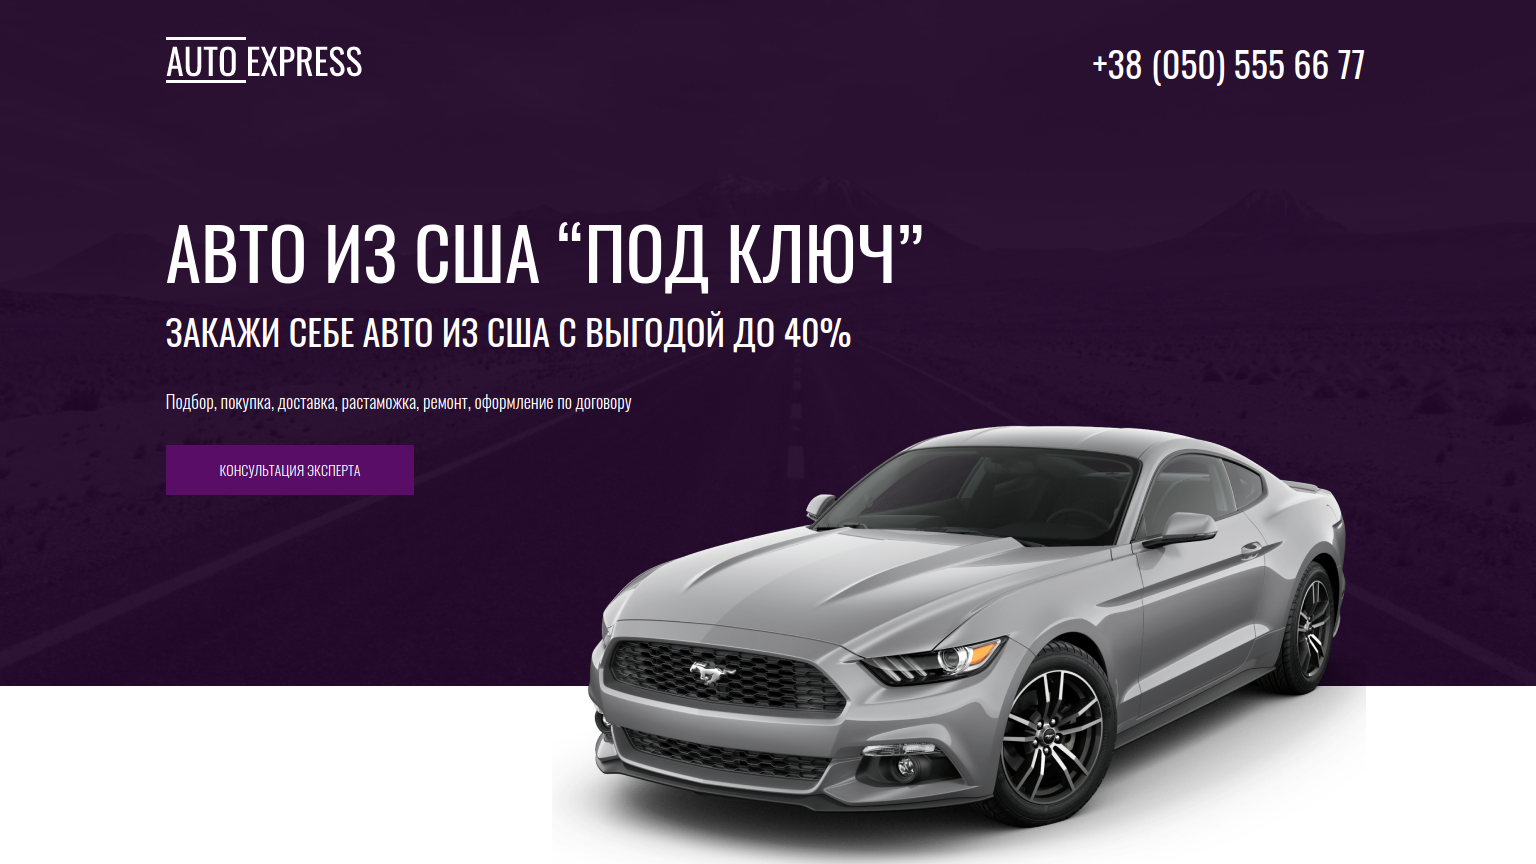 AUTO EXPRESS
+38 (050) 555 66 77
АВТО ИЗ США “ПОД КЛЮЧ”
ЗАКАЖИ СЕБЕ АВТО ИЗ США С ВЫГОДОЙ ДО 40%
Подбор, покупка, доставка, растаможка, ремонт, оформление по договору
КОНСУЛЬТАЦИЯ ЭКСПЕРТА